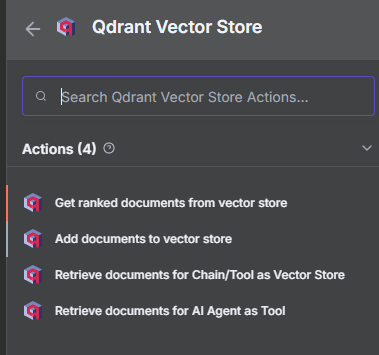 Qdrant Vector Store
Search Qdrant Vector Store Actions...
Actions (4)
Get ranked documents from vector store
Add documents to vector store
Retrieve documents for Chain/Tool as Vector Store
Retrieve documents for AI Agent as Tool